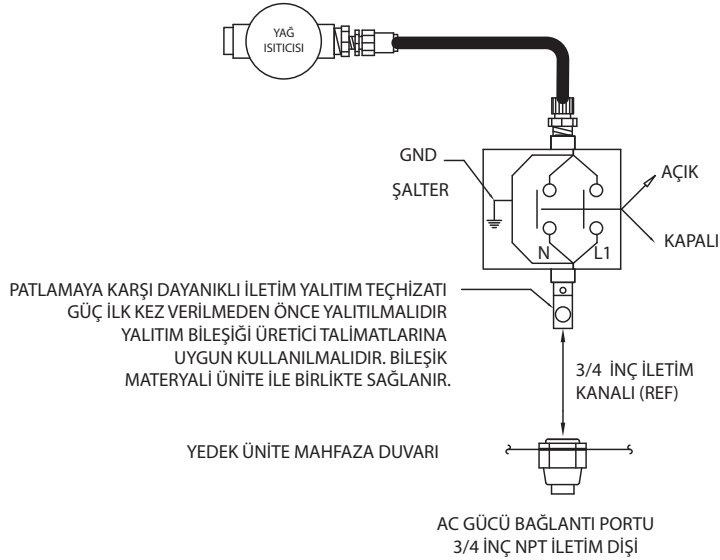 YAĞ
ISITICISI
GND
ŞALTER
AÇIK
KAPALI
N
L1
PATLAMAYA KARŞI DAYANIKLI İLETİM YALITIM TEÇHİZATI
GÜÇ İLK KEZ VERİLMEDEN ÖNCE YALITILMALIDIR
YALITIM BİLEŞİĞİ ÜRETİCİ TALİMATLARINA
UYGUN KULLANILMALIDIR. BİLEŞİK
MATERYALİ ÜNİTE İLE BİRLİKTE SAĞLANIR.
3/4 İNÇ İLETİM
KANALI (REF)
YEDEK ÜNİTE MAHFAZA DUVARI
AC GÜCÜ BAĞLANTI PORTU
3/4 İNÇ NPT İLETİM DİŞİ